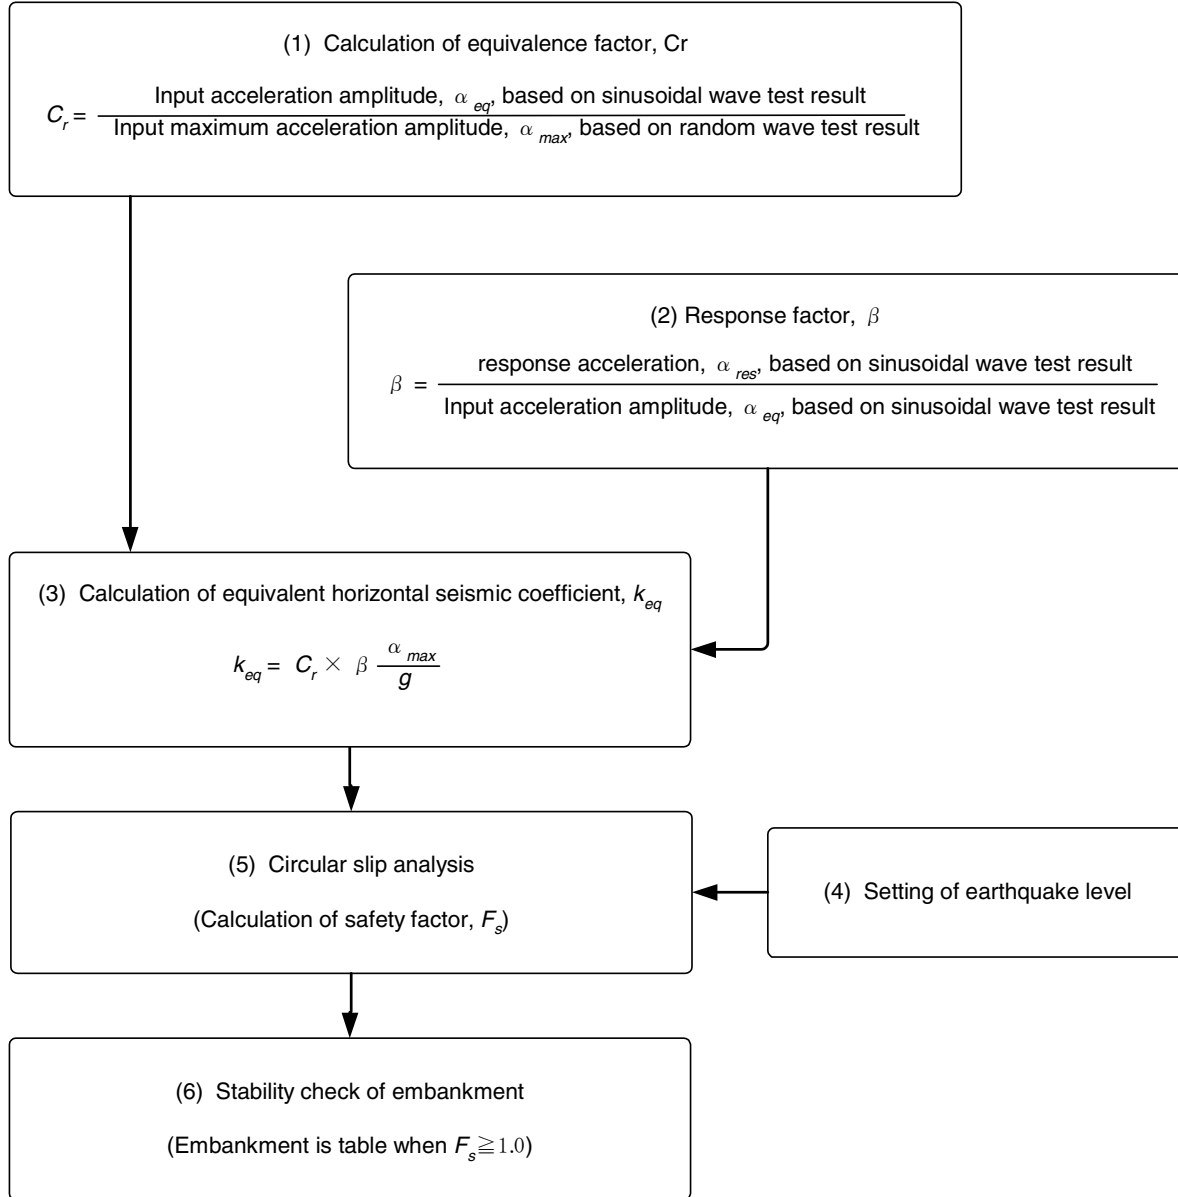 (1) Calculation of equivalence factor, Cr
Input acceleration amplitude, α eq, based on sinusoidal wave test result
Cr =
Input maximum acceleration amplitude, α max, based on random wave test result
(2) Response factor, β
response acceleration, α res, based on sinusoidal wave test result
β =
Input acceleration amplitude, α eq, based on sinusoidal wave test result
(3) Calculation of equivalent horizontal seismic coefficient, keq
α max
keq = Cr × β
g
(5) Circular slip analysis
(4) Setting of earthquake level
(Calculation of safety factor, Fs)
(6) Stability check of embankment
(Embankment is table when Fs≧1.0)